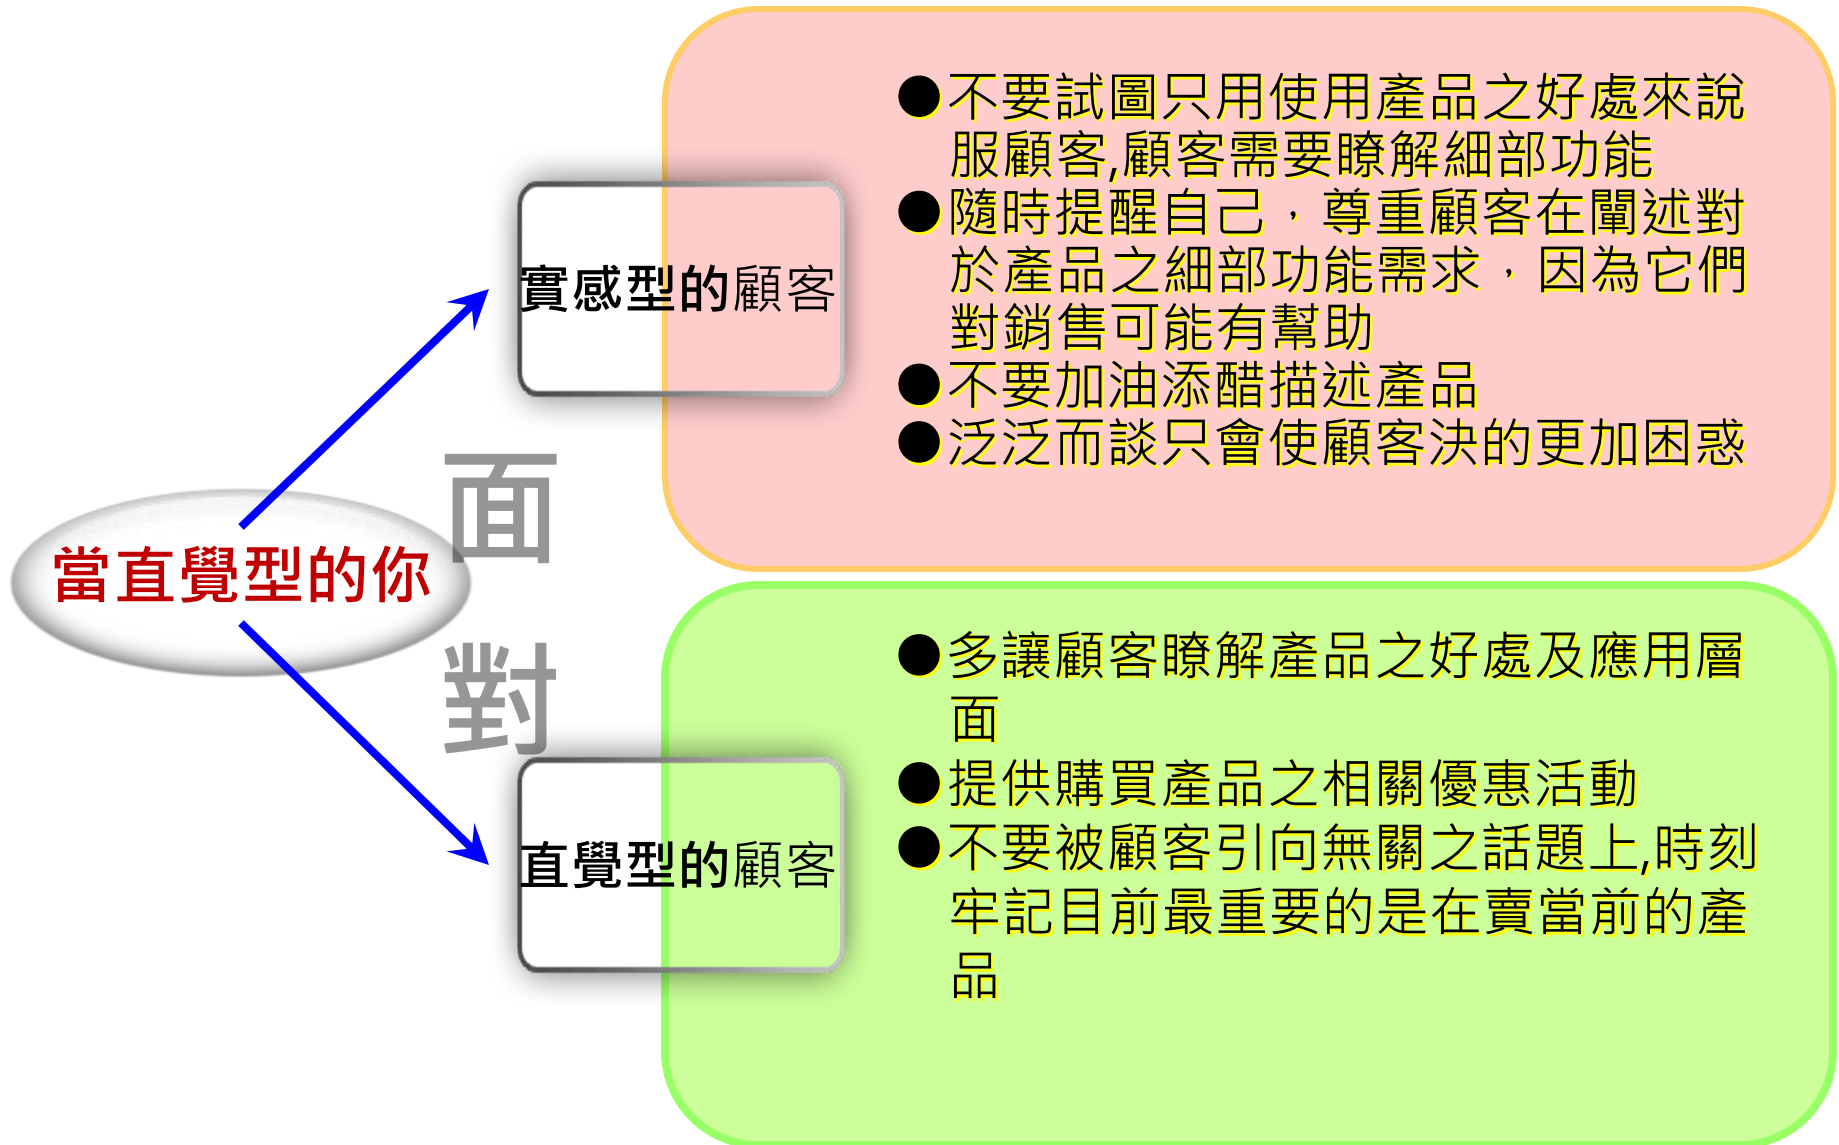 當直覺型的你
面
對
實感型的顧客
●不要試圖只用使用產品之好處來說
服顧客,顧客需要瞭解細部功能
●隨時提醒自己，尊重顧客在闡述對
於產品之細部功能需求，因為它們
對銷售可能有幫助
●不要加油添醋描述產品
●泛泛而談只會使顧客決的更加困惑
直覺型的顧客
●多讓顧客瞭解產品之好處及應用層
面
●提供購買產品之相關優惠活動
●不要被顧客引向無關之話題上,時刻
牢記目前最重要的是在賣當前的產
品